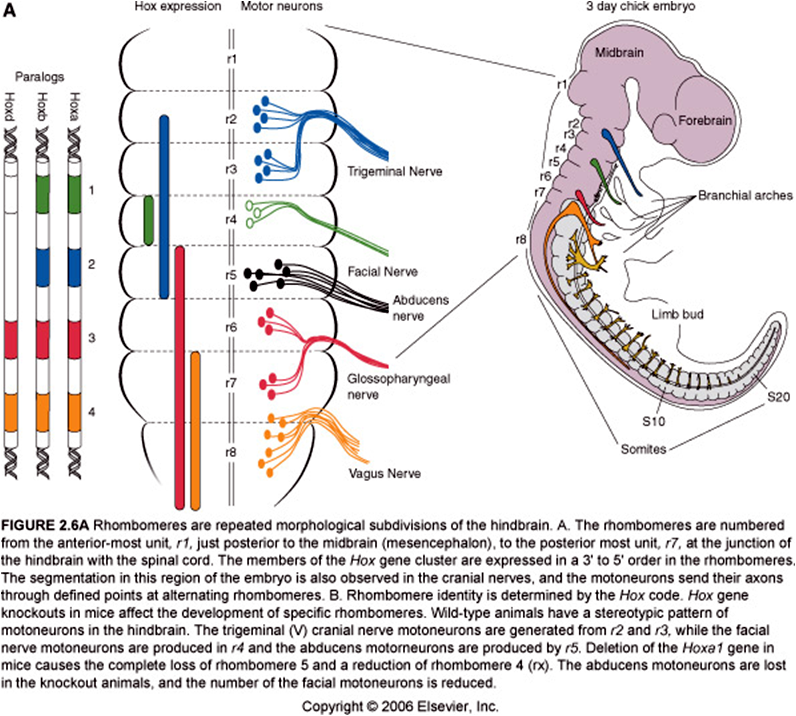 A
Hox expression
Motor neurons
3 day chick embryo
Paralogs
Hoxd
Hoxb
Hoxa
1
2
3
4
r1
r2
r3
r4
r5
r6
r7
r8
Trigeminal Nerve
Facial Nerve
Abducens
nerve
Glossopharyngeal
nerve
Vagus Nerve
Midbrain
Forebrain
r1
r2
r3
r4
r5
r6
r7
r8
Branchial arches
Limb bud
S20
S10
Somites
FIGURE 2.6A Rhombomeres are repeated morphological subdivisions of the hindbrain. A. The rhombomeres are numbered
from the anterior-most unit, r1, just posterior to the midbrain (mesencephalon), to the posterior most unit, r7, at the junction of
the hindbrain with the spinal cord. The members of the Hox gene cluster are expressed in a 3' to 5' order in the rhombomeres.
The segmentation in this region of the embryo is also observed in the cranial nerves, and the motoneurons send their axons
through defined points at alternating rhombomeres. B. Rhombomere identity is determined by the Hox code. Hox gene
knockouts in mice affect the development of specific rhombomeres. Wild-type animals have a stereotypic pattern of
motoneurons in the hindbrain. The trigeminal (V) cranial nerve motoneurons are generated from r2 and r3, while the facial
nerve motoneurons are produced in r4 and the abducens motorneurons are produced by r5. Deletion of the Hoxa1 gene in
mice causes the complete loss of rhombomere 5 and a reduction of rhombomere 4 (rx). The abducens motoneurons are lost
in the knockout animals, and the number of the facial motoneurons is reduced.
Copyright © 2006 Elsevier, Inc.